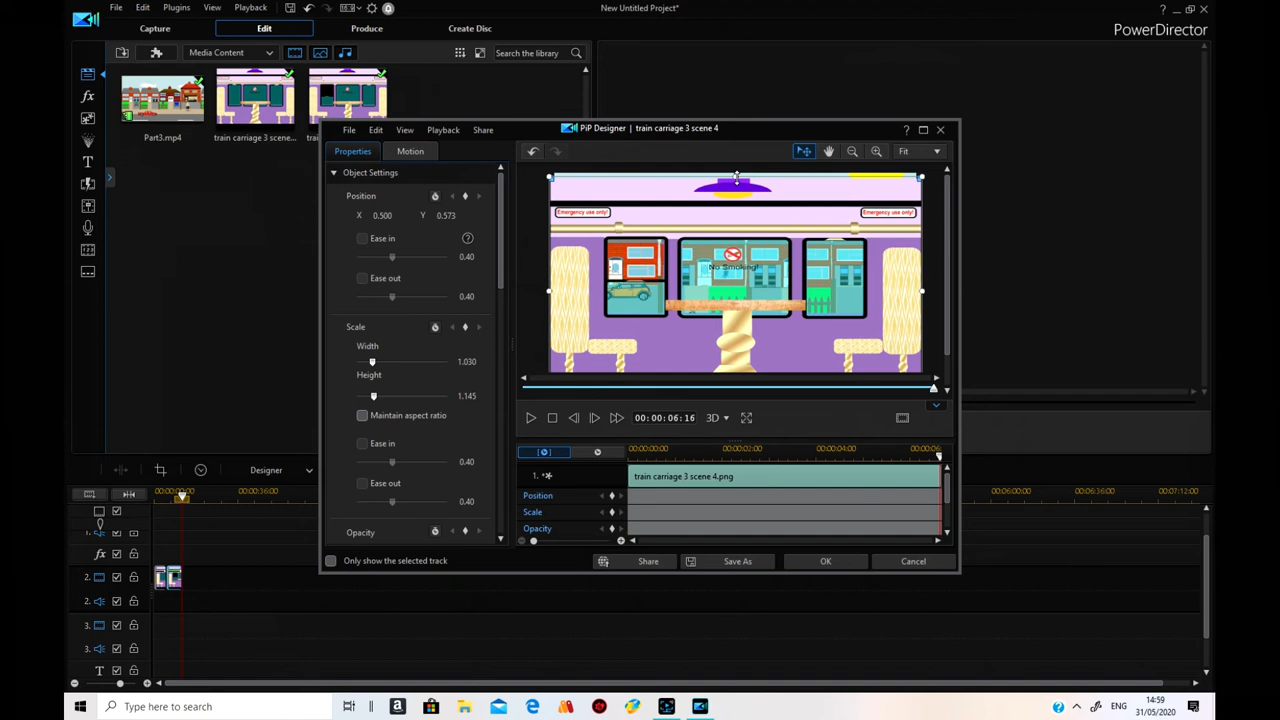 File Edit Plugins View Playback
New Untitled Project*
PowerDirector
Capture Edit Produce Create Disc
Media Content
Search the library
Part3.mp4
train carriage 3 scene...
File Edit View Playback Share
PiP Designer | train carriage 3 scene 4
Properties Motion
Fit
Object Settings
Position
X 0.500 Y 0.573
Ease in
0.40
Ease out
0.40
Scale
Width
1.030
Height
1.145
Maintain aspect ratio
Ease in
0.40
Ease out
0.40
Opacity
Emergency use only!
Emergency use only!
No Smoking!
00:00:06:16
3D
00:00:00:00 00:00:02:00 00:00:04:00
1. train carriage 3 scene 4.png
Position
Scale
Opacity
Only show the selected track
Share Save As OK Cancel
Designer
00:00:36:00
00:06:00:00 00:06:36:00 00:07:12:00
fx
2.
2.
3.
3.
T
Type here to search
ENG
14:59
31/05/2020